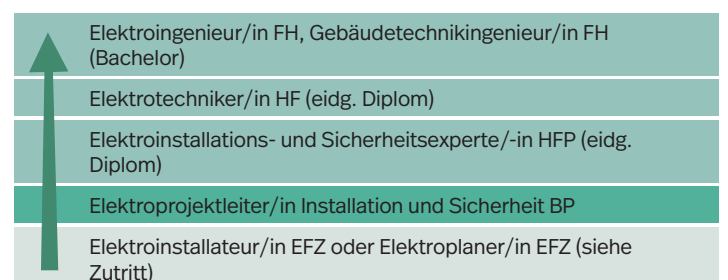 Elektroingenieur/in FH, Gebäudetechnikingenieur/in FH
(Bachelor)
Elektrotechniker/in HF (eidg. Diplom)
Elektroinstallations- und Sicherheitsexperte/-in HFP (eidg.
Diplom)
Elektroprojektleiter/in Installation und Sicherheit BP
Elektroinstallateur/in EFZ oder Elektroplaner/in EFZ (siehe
Zutritt)